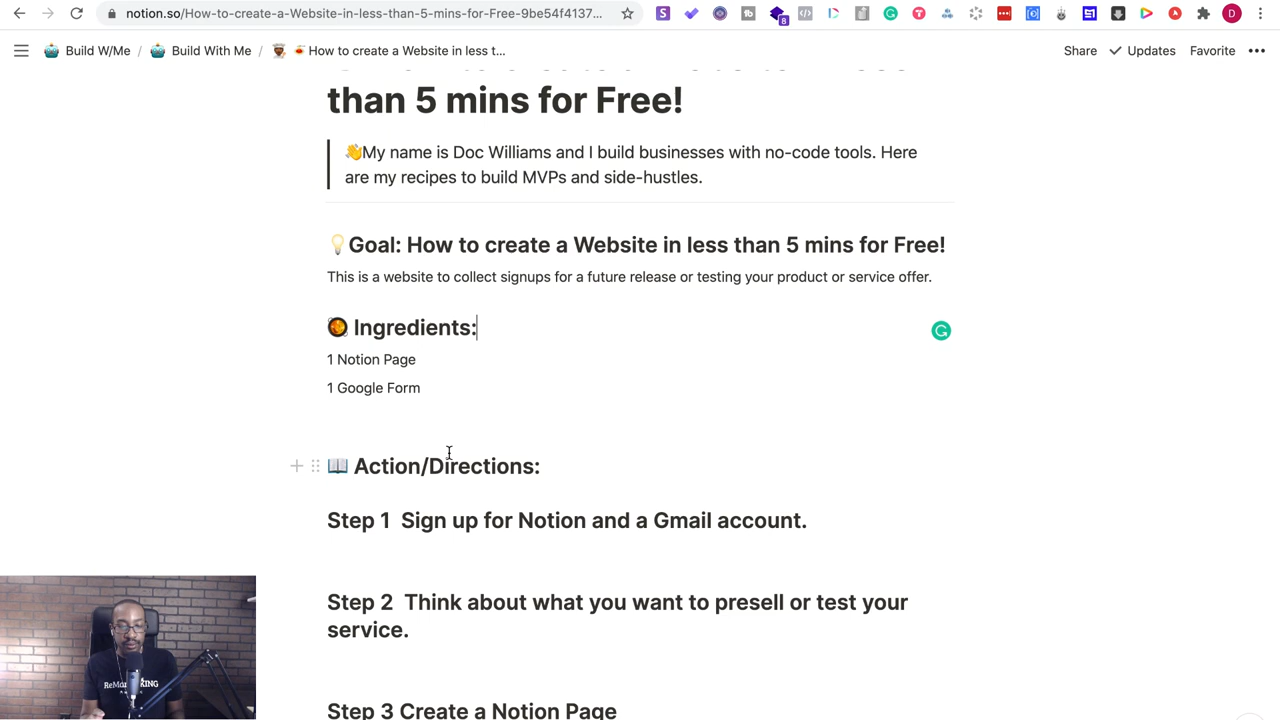 notion.so/How-to-create-a-Website-in-less-than-5-mins-for-Free-9be54f4137...
Build W/Me / Build With Me / How to create a Website in less t...
Share Updates Favorite
than 5 mins for Free!
👋My name is Doc Williams and I build businesses with no-code tools. Here
are my recipes to build MVPs and side-hustles.
💡Goal: How to create a Website in less than 5 mins for Free!
This is a website to collect signups for a future release or testing your product or service offer.
🥘 Ingredients:
1 Notion Page
1 Google Form
📖 Action/Directions:
Step 1 Sign up for Notion and a Gmail account.
Step 2 Think about what you want to presell or test your
service.
Step 3 Create a Notion Page